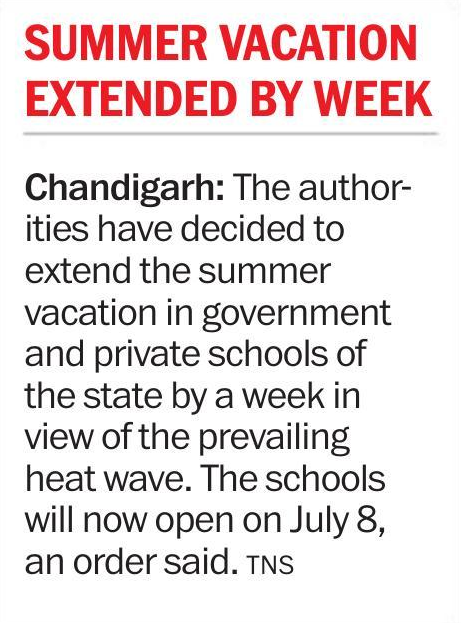 SUMMER VACATION
EXTENDED BY WEEK
Chandigarh: The author-
ities have decided to
extend the summer
vacation in government
and private schools of
the state by a week in
view of the prevailing
heat wave. The schools
will now open on July 8,
an order said. TNS